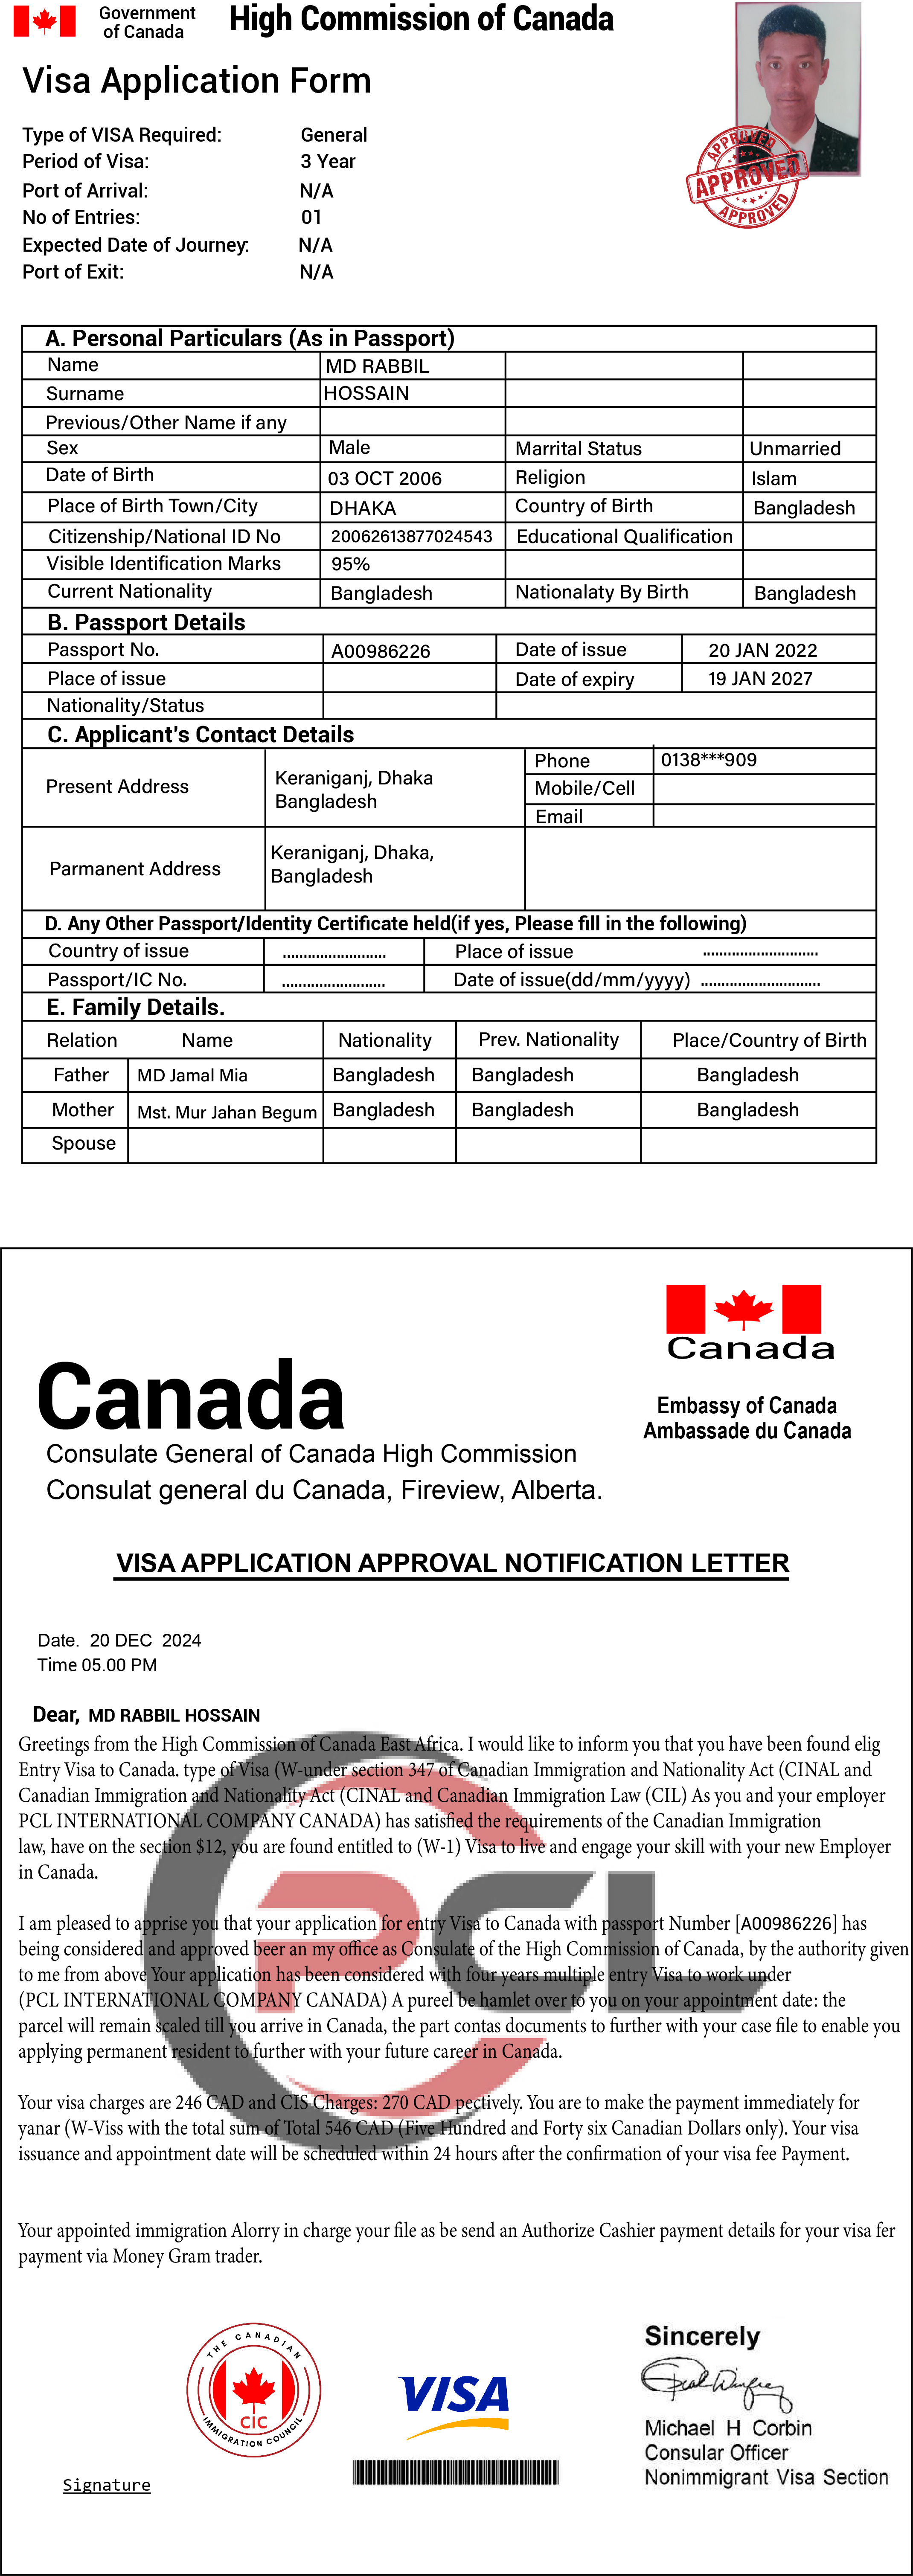 Government
of Canada
High Commission of Canada
Visa Application Form
Type of VISA Required: General
Period of Visa: 3 Year
Port of Arrival: N/A
No of Entries: 01
Expected Date of Journey: N/A
Port of Exit: N/A
APPROVED
APPROVED
APPROVED
A. Personal Particulars (As in Passport)
Name MD RABBIL
Surname HOSSAIN
Previous/Other Name if any
Sex Male Marrital Status Unmarried
Date of Birth 03 OCT 2006 Religion Islam
Place of Birth Town/City DHAKA Country of Birth Bangladesh
Citizenship/National ID No 20062613877024543 Educational Qualification
Visible Identification Marks 95%
Current Nationality Bangladesh Nationalaty By Birth Bangladesh
B. Passport Details
Passport No. A00986226 Date of issue 20 JAN 2022
Place of issue Date of expiry 19 JAN 2027
Nationality/Status
C. Applicant's Contact Details
Present Address Keraniganj, Dhaka
Bangladesh
Phone 0138***909
Mobile/Cell
Email
Parmanent Address Keraniganj, Dhaka,
Bangladesh
D. Any Other Passport/Identity Certificate held(if yes, Please fill in the following)
Country of issue ......................... Place of issue ............................
Passport/IC No. ......................... Date of issue(dd/mm/yyyy) .............................
E. Family Details.
Relation Name Nationality Prev. Nationality Place/Country of Birth
Father MD Jamal Mia Bangladesh Bangladesh Bangladesh
Mother Mst. Mur Jahan Begum Bangladesh Bangladesh Bangladesh
Spouse
Canada
Embassy of Canada
Ambassade du Canada
Canada
Consulate General of Canada High Commission
Consulat general du Canada, Fireview, Alberta.
VISA APPLICATION APPROVAL NOTIFICATION LETTER
Date. 20 DEC 2024
Time 05.00 PM
Dear, MD RABBIL HOSSAIN
Greetings from the High Commission of Canada East Africa. I would like to inform you that you have been found elig
Entry Visa to Canada. type of Visa (W-under section 347 of Canadian Immigration and Nationality Act (CINAL and
Canadian Immigration and Nationality Act (CINAL and Canadian Immigration Law (CIL) As you and your employer
PCL INTERNATIONAL COMPANY CANADA) has satisfied the requirements of the Canadian Immigration
law, have on the section $12, you are found entitled to (W-1) Visa to live and engage your skill with your new Employer
in Canada.
I am pleased to apprise you that your application for entry Visa to Canada with passport Number [A00986226] has
being considered and approved beer an my office as Consulate of the High Commission of Canada, by the authority given
to me from above Your application has been considered with four years multiple entry Visa to work under
(PCL INTERNATIONAL COMPANY CANADA) A pureel be hamlet over to you on your appointment date: the
parcel will remain scaled till you arrive in Canada, the part contas documents to further with your case file to enable you
applying permanent resident to further with your future career in Canada.
PCL
Your visa charges are 246 CAD and CIS Charges: 270 CAD pectively. You are to make the payment immediately for
yanar (W-Viss with the total sum of Total 546 CAD (Five Hundred and Forty six Canadian Dollars only). Your visa
issuance and appointment date will be scheduled within 24 hours after the confirmation of your visa fee Payment.
Your appointed immigration Alorry in charge your file as be send an Authorize Cashier payment details for your visa fer
payment via Money Gram trader.
THE CANADIAN
CIC
IMMIGRATION COUNCIL
VISA
Sincerely
Michael H Corbin
Consular Officer
Nonimmigrant Visa Section
Signature